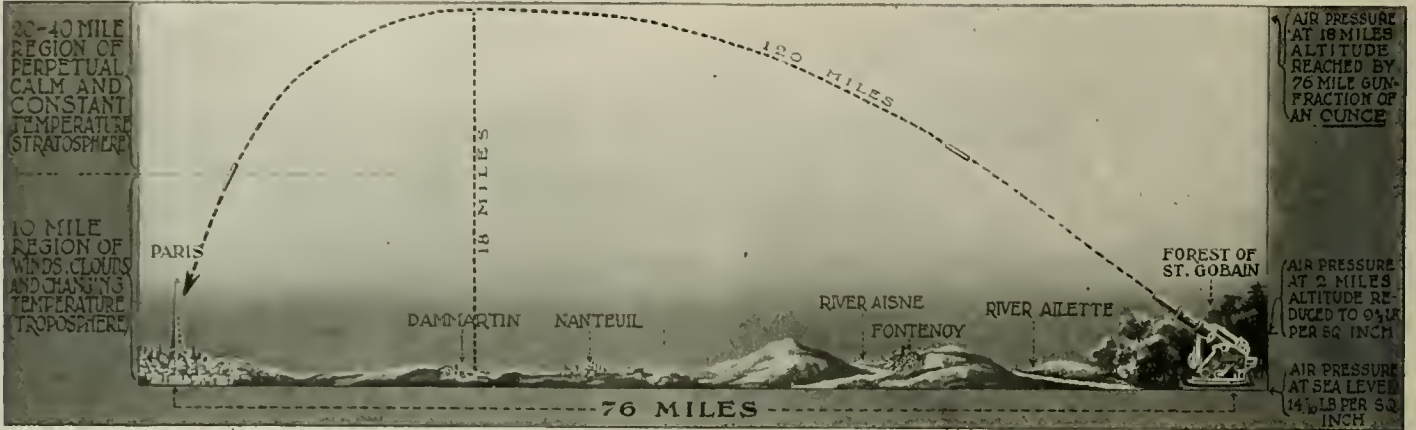 20-40 MILE
REGION OF
PERPETUAL
CALM AND
CONSTANT
TEMPERATURE
STRATOSPHERE)
10 MILE
REGION OF
WINDS, CLOUDS
AND CHANGING
TEMPERATURE
(TROPOSPHERE)
PARIS
18 MILES
120 MILES
DAMMARTIN
NANTEUIL
RIVER AISNE
FONTENOY
RIVER AILETTE
FOREST OF
ST. GOBAIN
76 MILES
AIR PRESSURE
AT 18 MILES
ALTITUDE
REACHED BY
76 MILE GUN-
FRACTION OF
AN OUNCE
AIR PRESSURE
AT 2 MILES
ALTITUDE RE-
DUCED TO
PER SQ INCH
AIR PRESSURE
AT SEA LEVEL
LB PER SQ
INCH